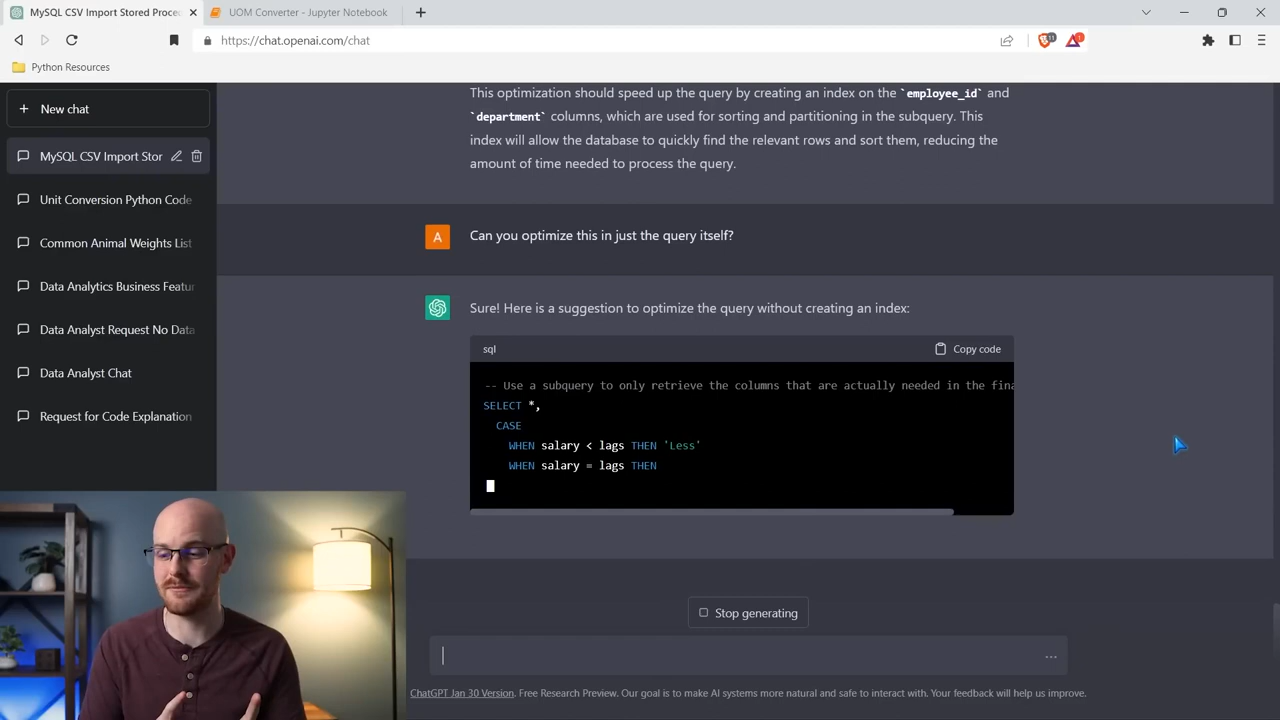 MySQL CSV Import Stored Proced
UOM Converter - Jupyter Notebook
https://chat.openai.com/chat
11
1
Python Resources
New chat
MySQL CSV Import Stor
Unit Conversion Python Code
Common Animal Weights List
Data Analytics Business Featur
Data Analyst Request No Data
Data Analyst Chat
Request for Code Explanation
This optimization should speed up the query by creating an index on the `employee_id` and
`department` columns, which are used for sorting and partitioning in the subquery. This
index will allow the database to quickly find the relevant rows and sort them, reducing the
amount of time needed to process the query.
A
Can you optimize this in just the query itself?
Sure! Here is a suggestion to optimize the query without creating an index:
sql
Copy code
-- Use a subquery to only retrieve the columns that are actually needed in the fina
SELECT *,
CASE
WHEN salary < lags THEN 'Less'
WHEN salary = lags THEN
Stop generating
ChatGPT Jan 30 Version. Free Research Preview. Our goal is to make AI systems more natural and safe to interact with. Your feedback will help us improve.